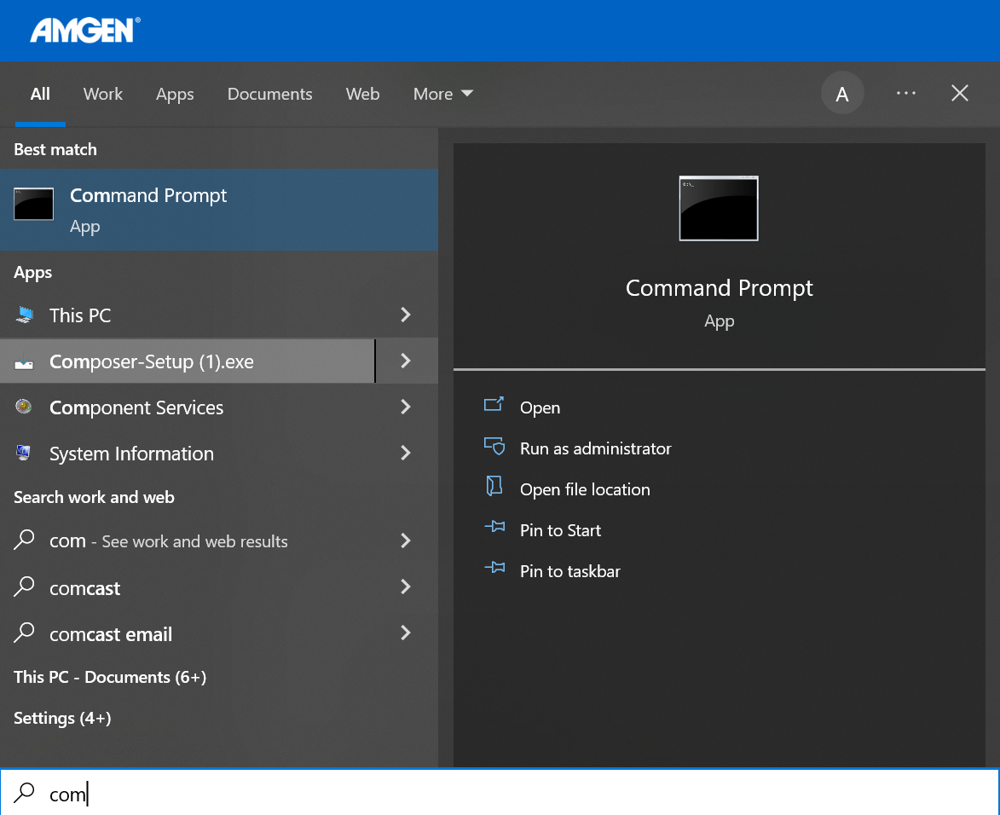 AMGEN®
All Work Apps Documents Web More A ... 
Best match
Command Prompt
App
Apps
This PC
Composer-Setup (1).exe
Component Services
System Information
Search work and web
com - See work and web results
comcast
comcast email
This PC - Documents (6+)
Settings (4+)
Command Prompt
App
Open
Run as administrator
Open file location
Pin to Start
Pin to taskbar
com